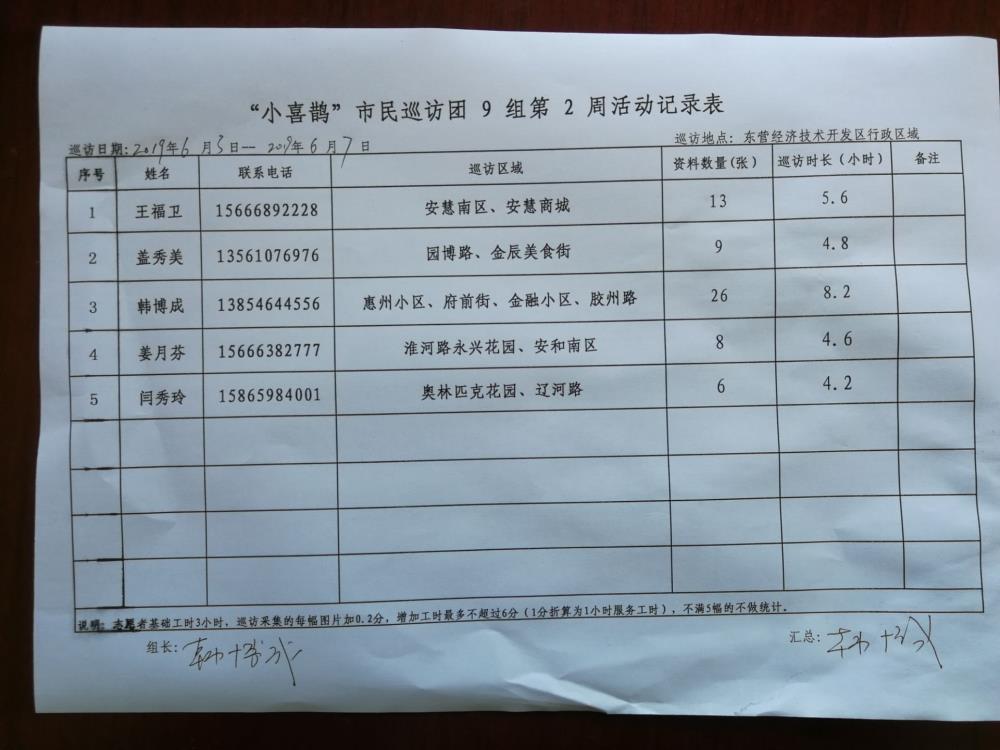 “小喜鹊”市民巡访团 9 组第 2 周活动记录表
巡访日期：2019年6月3日—2019年6月7日 巡访地点：东营经济技术开发区行政区域
序号 姓名 联系电话 巡访区域 资料数量(张) 巡访时长(小时) 备注
1 王福卫 15666892228 安慧南区、安慧商城 13 5.6
2 盖秀美 13561076976 园博路、金辰美食街 9 4.8
3 韩博成 13854644556 惠州小区、府前街、金融小区、胶州路 26 8.2
4 姜月芬 15666382777 淮河路永兴花园、安和南区 8 4.6
5 闫秀玲 15865984001 奥林匹克花园、辽河路 6 4.2
说明：志愿者基础工时3小时，巡访采集的每幅图片加0.2分，增加工时最多不超过6分（1分折算为1小时服务工时），不满5幅的不做统计。
组长：韩博成 汇总：韩博成